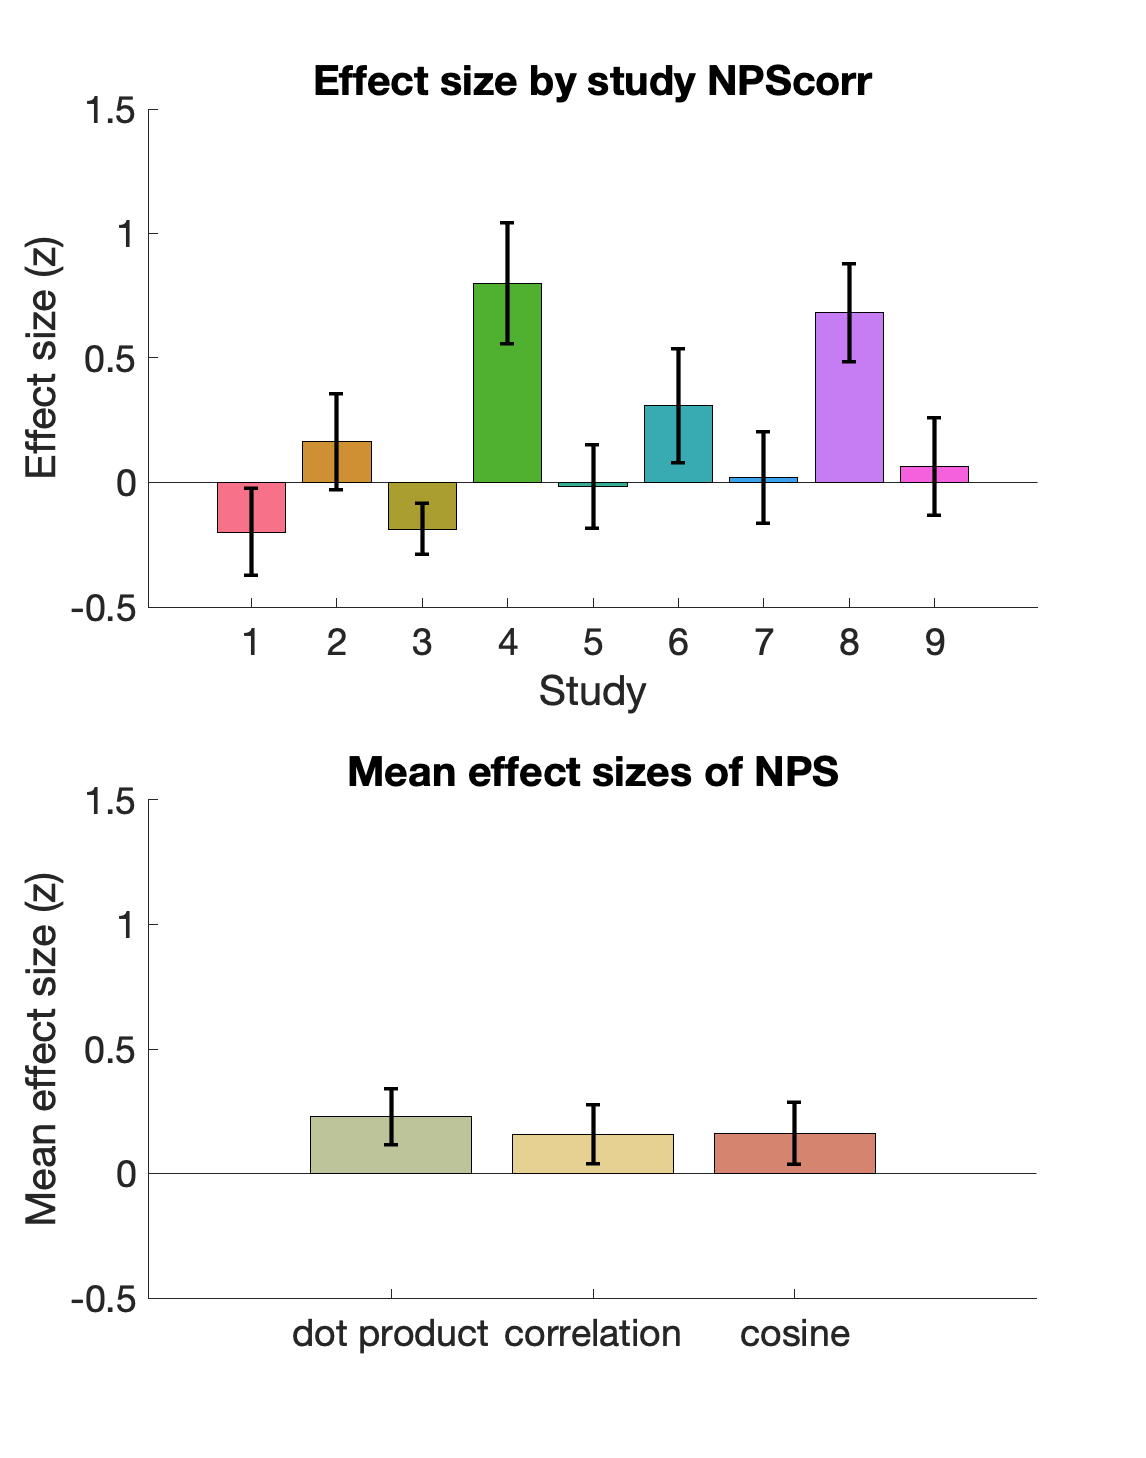 Effect size by study NPScorr
1.5
1
0.5
0
-0.5
Effect size (z)
1 2 3 4 5 6 7 8 9
Study
Mean effect sizes of NPS
1.5
1
0.5
0
-0.5
Mean effect size (z)
dot product correlation cosine